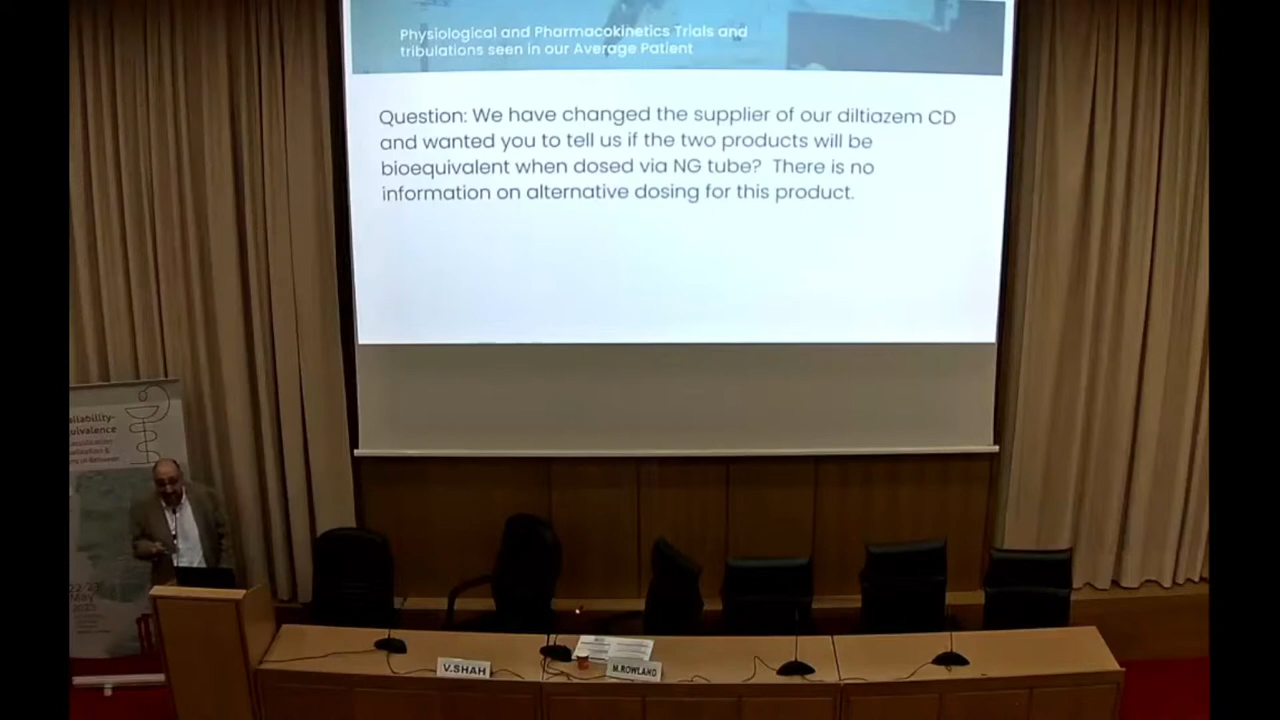 Physiological and Pharmacokinetics Trials and
tribulations seen in our Average Patient
Question: We have changed the supplier of our diltiazem CD
and wanted you to tell us if the two products will be
bioequivalent when dosed via NG tube?  There is no
information on alternative dosing for this product.
May
V.SHAH
M.ROWLAND